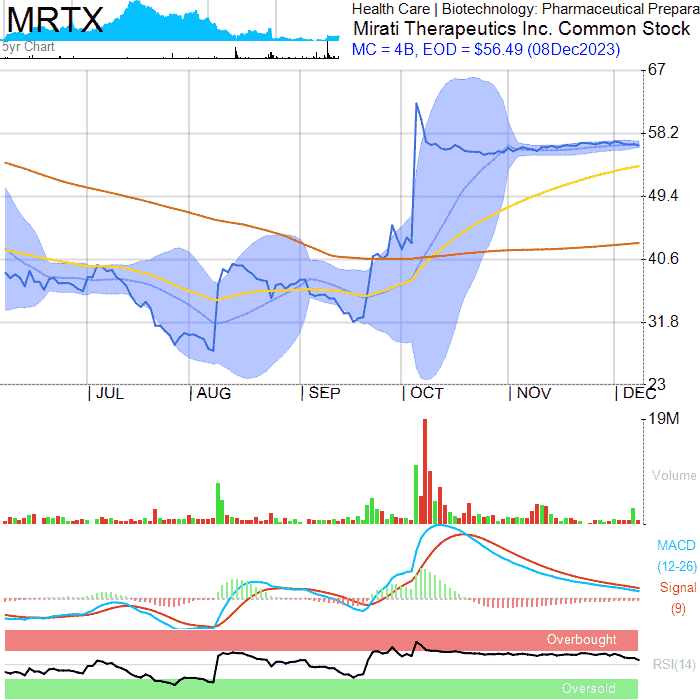 MRTX
5yr Chart
Health Care | Biotechnology: Pharmaceutical Prepara
Mirati Therapeutics Inc. Common Stock
MC = 4B, EOD = $56.49 (08Dec2023)
67
58.2
49.4
40.6
31.8
23
| JUL | AUG | SEP | OCT | NOV | DEC
19M
Volume
MACD
(12-26)
Signal
(9)
Overbought
RSI(14)
Oversold